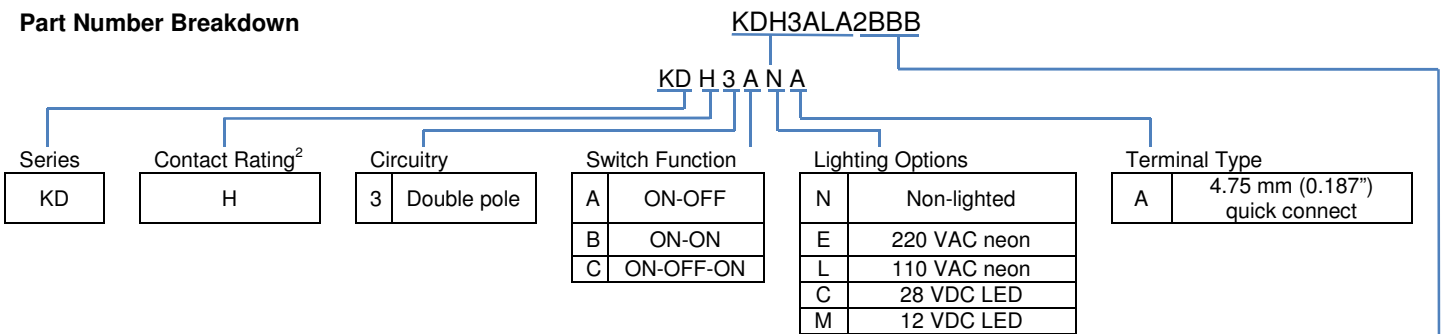 Part Number Breakdown
KDH3ALA2BBB
KD H 3 A N A
Series
Contact Rating2
Circuitry
Switch Function
Lighting Options
Terminal Type
KD
H
3 Double pole
A ON-OFF
N Non-lighted
A 4.75 mm (0.187”)
quick connect
B ON-ON
E 220 VAC neon
C ON-OFF-ON
L 110 VAC neon
C 28 VDC LED
M 12 VDC LED